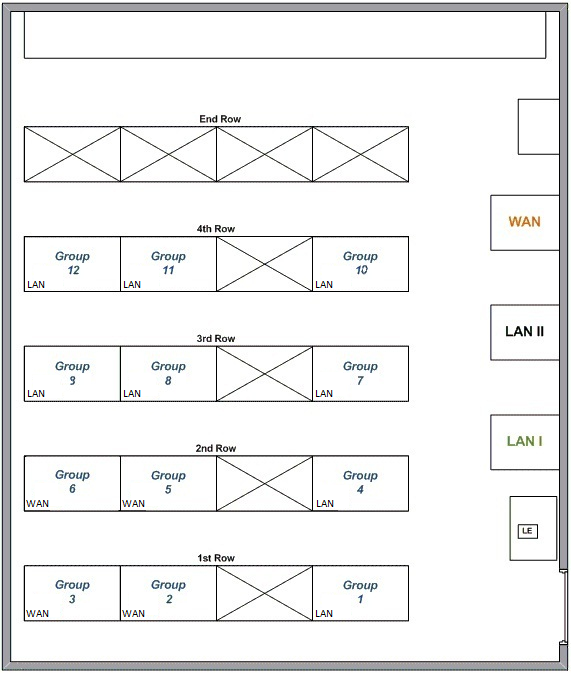 End Row
WAN
4th Row
Group
12
LAN
Group
11
LAN
Group
10
LAN
LAN II
3rd Row
Group
9
LAN
Group
8
LAN
Group
7
LAN
LAN I
2nd Row
Group
6
WAN
Group
5
WAN
Group
4
LAN
LE
1st Row
Group
3
WAN
Group
2
WAN
Group
1
LAN